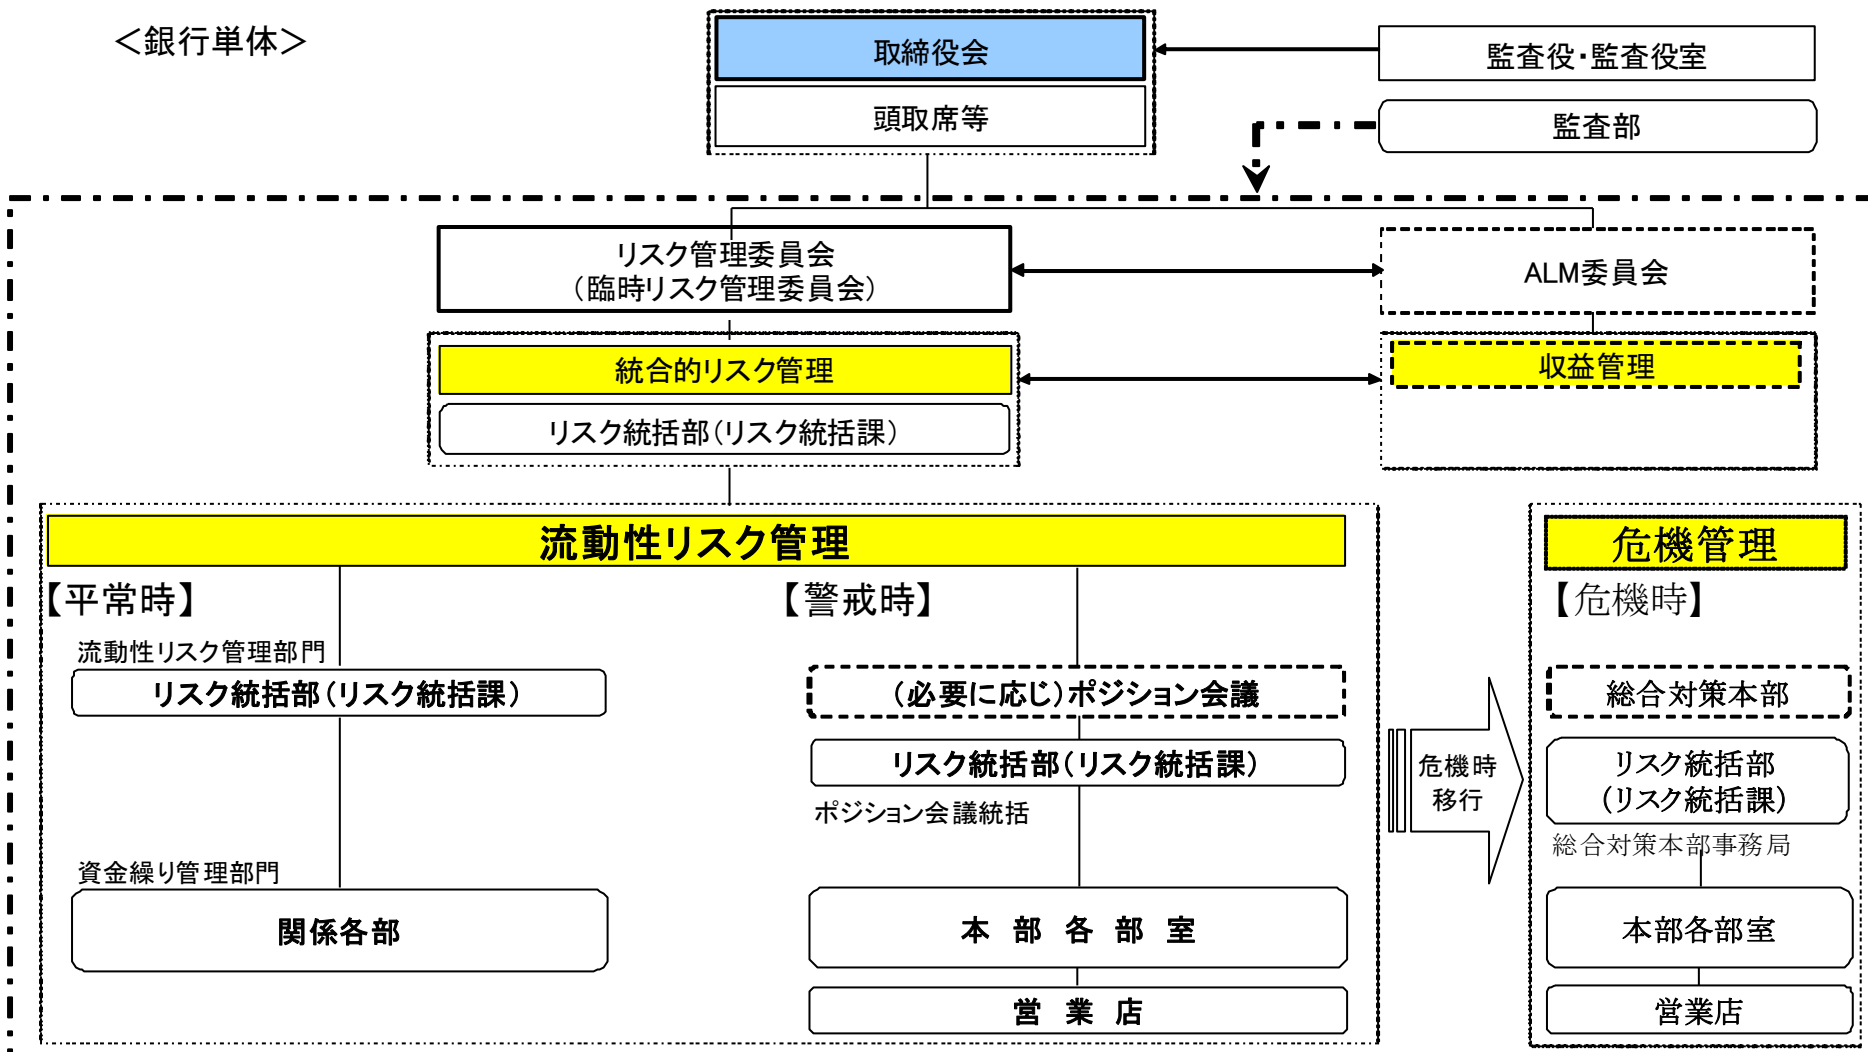 ＜銀行単体＞
取締役会
監査役・監査役室
頭取席等
監査部
リスク管理委員会
（臨時リスク管理委員会）
ALM委員会
統合的リスク管理
収益管理
リスク統括部（リスク統括課）
流動性リスク管理
危機管理
【平常時】
【警戒時】
【危機時】
流動性リスク管理部門
リスク統括部（リスク統括課）
（必要に応じ）ポジション会議
総合対策本部
リスク統括部（リスク統括課）
ポジション会議統括
危機時
移行
リスク統括部
（リスク統括課）
総合対策本部事務局
資金繰り管理部門
関係各部
本 部 各 部 室
本部各部室
営 業 店
営業店